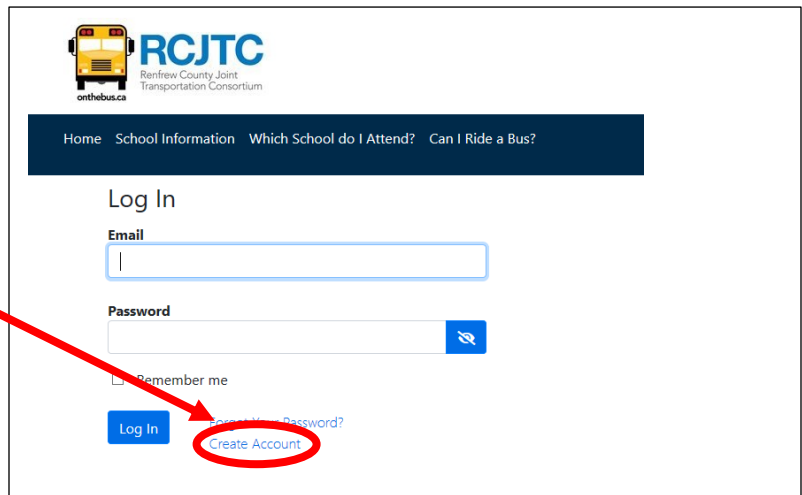 RCJTC
Renfrew County Joint
Transportation Consortium
onthebus.ca
Home School Information Which School do I Attend? Can I Ride a Bus?
Log In
Email
Password
Remember me
Log In
Forgot Your Password?
Create Account